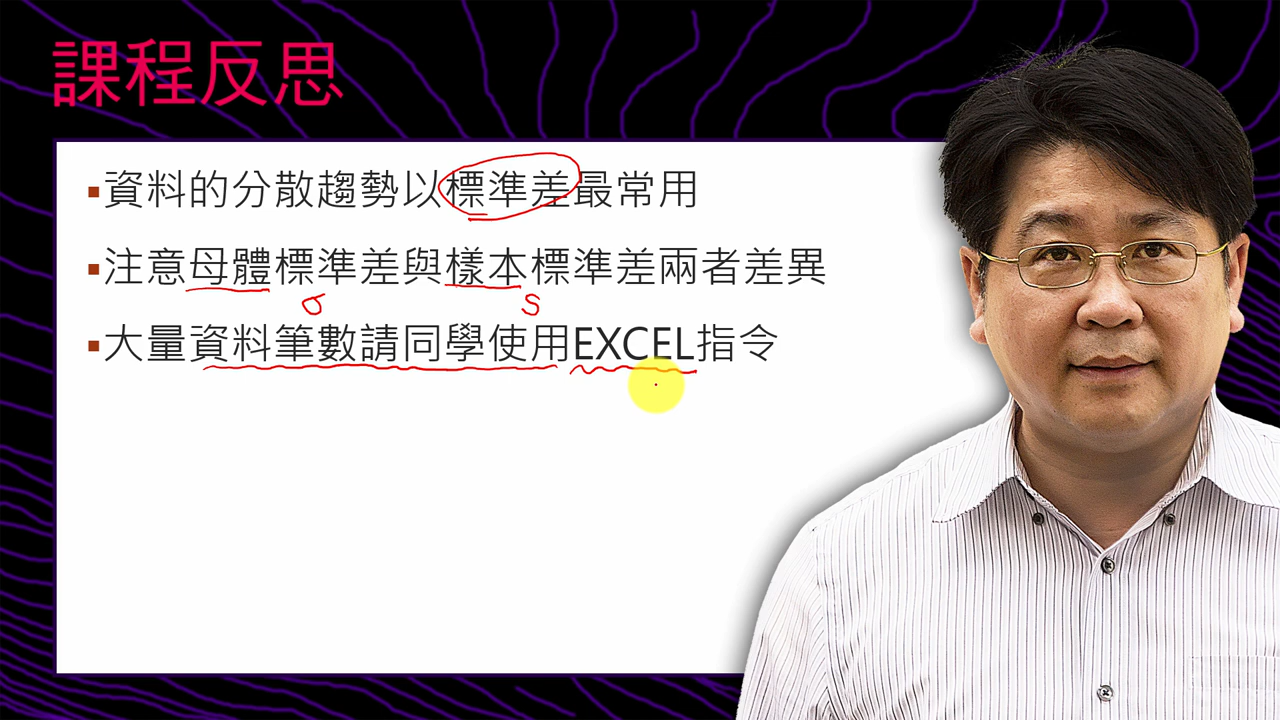 課程反思
▪資料的分散趨勢以標準差最常用
▪注意母體標準差與樣本標準差兩者差異
σ s
▪大量資料筆數請同學使用EXCEL指令